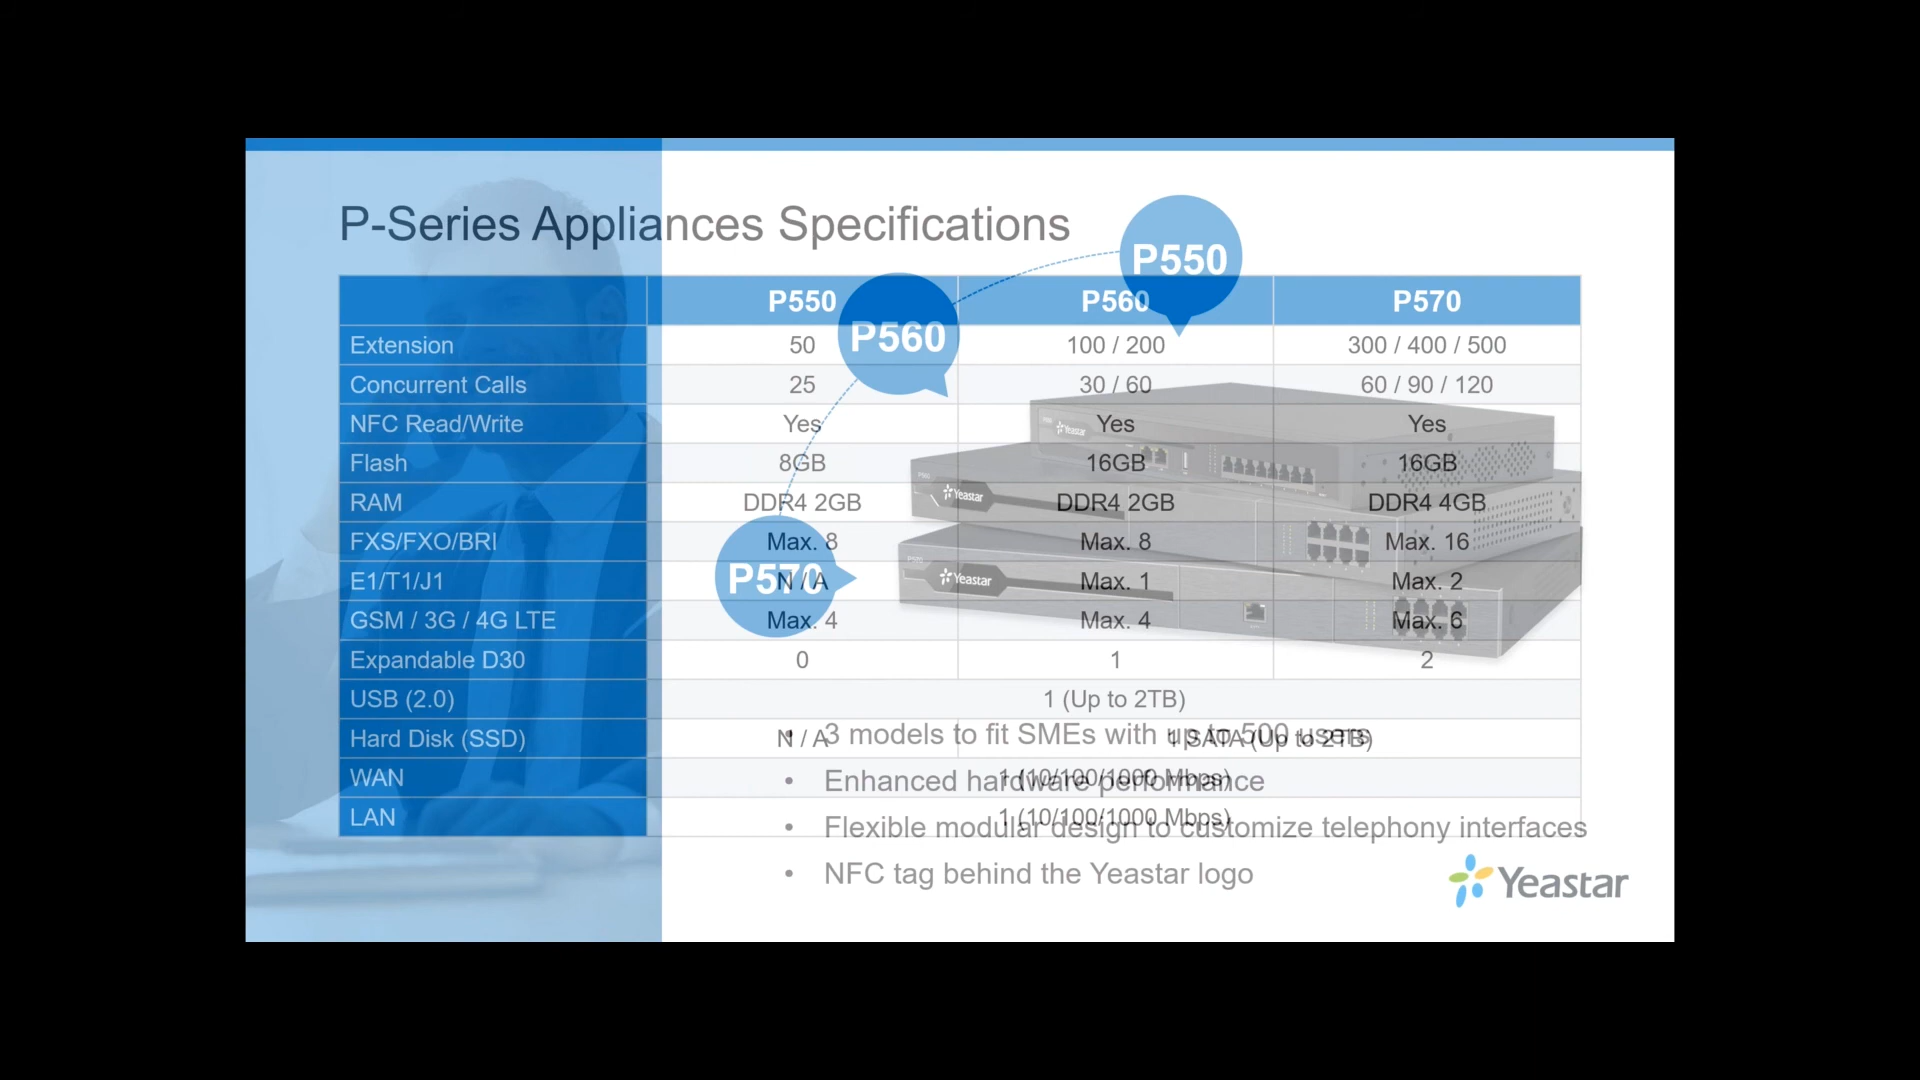 P-Series Appliances Specifications
P550
P560
P570
P550 P560 P570
Extension 50 100 / 200 300 / 400 / 500
Concurrent Calls 25 30 / 60 60 / 90 / 120
NFC Read/Write Yes Yes Yes
Flash 8GB 16GB 16GB
RAM DDR4 2GB DDR4 2GB DDR4 4GB
FXS/FXO/BRI Max. 8 Max. 8 Max. 16
E1/T1/J1 N / A Max. 1 Max. 2
GSM / 3G / 4G LTE Max. 4 Max. 4 Max. 6
Expandable D30 0 1 2
USB (2.0) 1 (Up to 2TB)
Hard Disk (SSD) N / A 1 SATA (Up to 2TB)
WAN 1 (10/100/1000 Mbps)
LAN 1 (10/100/1000 Mbps)
Yeastar
Yeastar
Yeastar
• 3 models to fit SMEs with up to 500 users
• Enhanced hardware performance
• Flexible modular design to customize telephony interfaces
• NFC tag behind the Yeastar logo
Yeastar